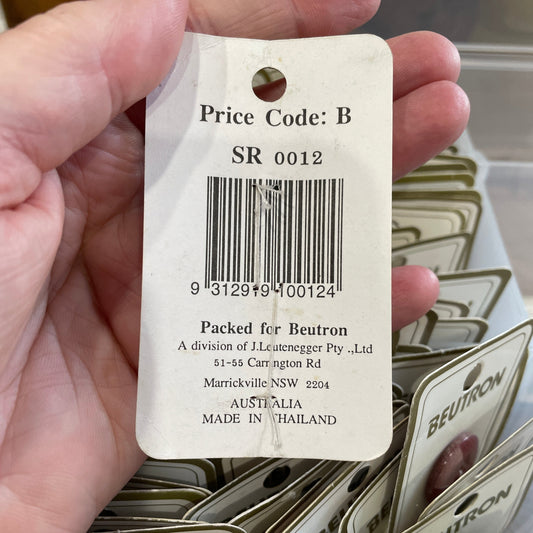 Price Code: B
SR 0012
9 312919 100124
Packed for Beutron
A division of J.Leutenegger Pty .,Ltd
51-55 Carrington Rd
Marrickville NSW 2204
AUSTRALIA
MADE IN THAILAND
BEUTRON
BEUTRON